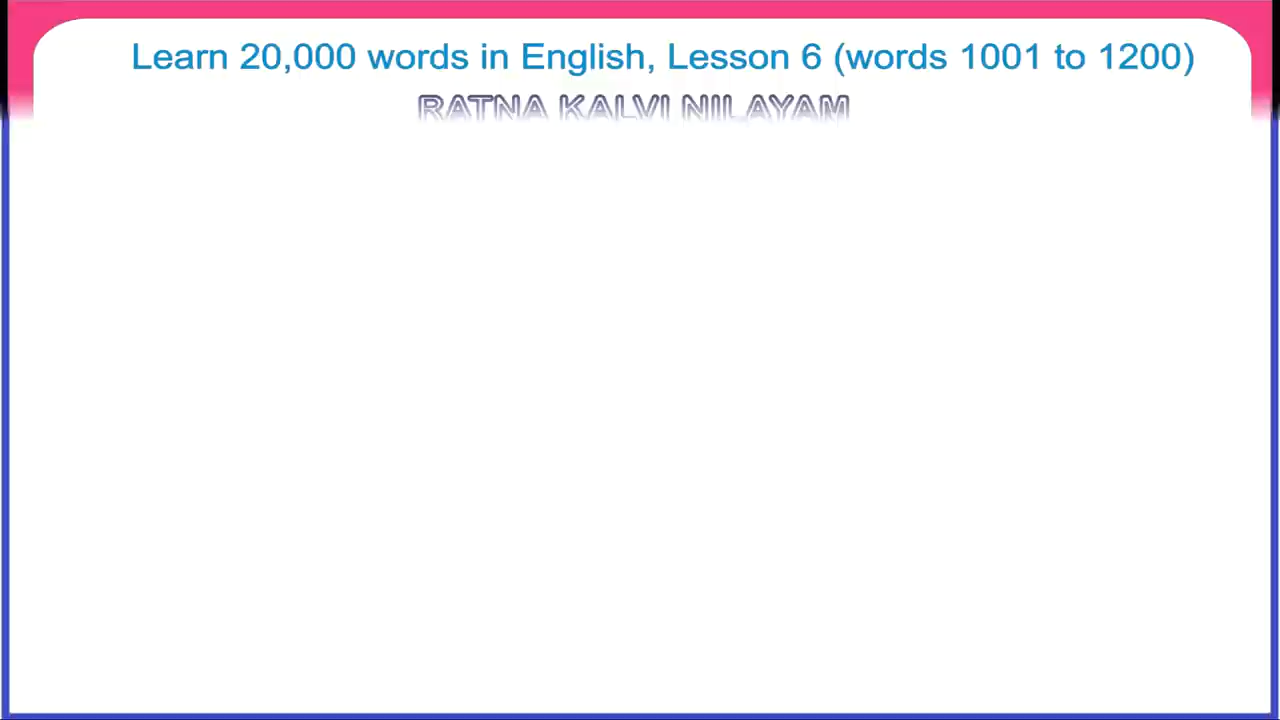 Learn 20,000 words in English, Lesson 6 (words 1001 to 1200)
RATNA KALVI NILAYAM